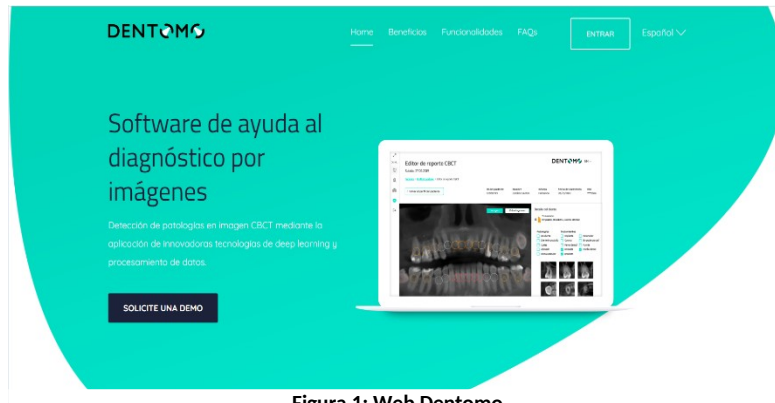 DENTOMO
Home Beneficios Funcionalidades FAQs ENTRAR Español
Software de ayuda al
diagnóstico por
imágenes
Detección de patologías en imagen CBCT mediante la
aplicación de innovadoras tecnologías de deep learning y
procesamiento de datos.
SOLICITE UNA DEMO
Editor de reporte CBCT
DENTOMO
Figura 1: Web Dentomo